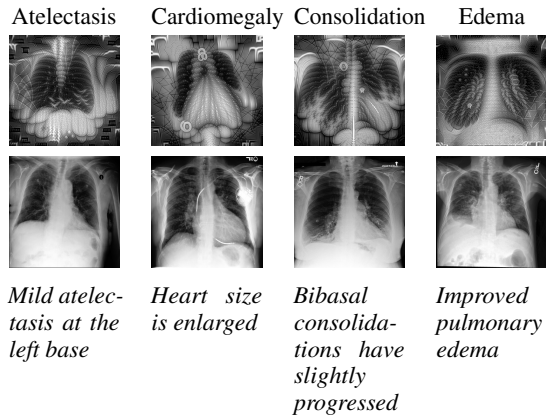 Atelectasis
Cardiomegaly
Consolidation
Edema
Mild atelec-
tasis at the
left base
Heart size
is enlarged
Bibasal
consolida-
tions have
slightly
progressed
Improved
pulmonary
edema